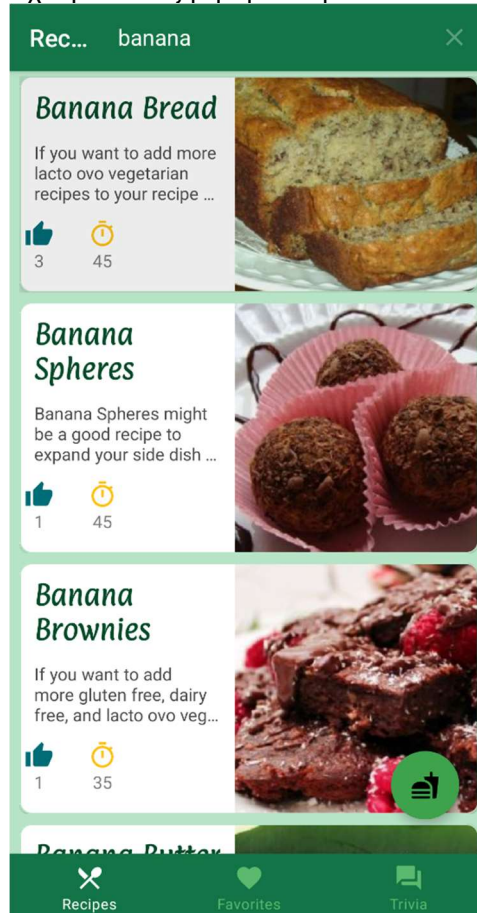 Rec...
banana
Banana Bread
If you want to add more
lacto ovo vegetarian
recipes to your recipe ...
3
45
Banana
Spheres
Banana Spheres might
be a good recipe to
expand your side dish ...
1
45
Banana
Brownies
If you want to add
more gluten free, dairy
free, and lacto ovo veg...
1
35
Banana Butter
Recipes
Favorites
Trivia